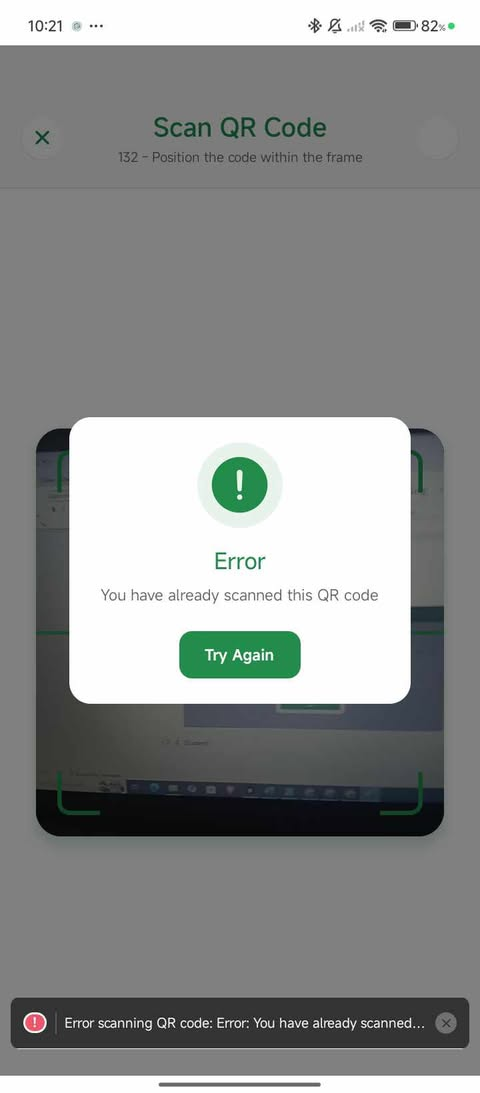 10:21
82%
Scan QR Code
132 - Position the code within the frame
Error
You have already scanned this QR code
Try Again
Error scanning QR code: Error: You have already scanned...